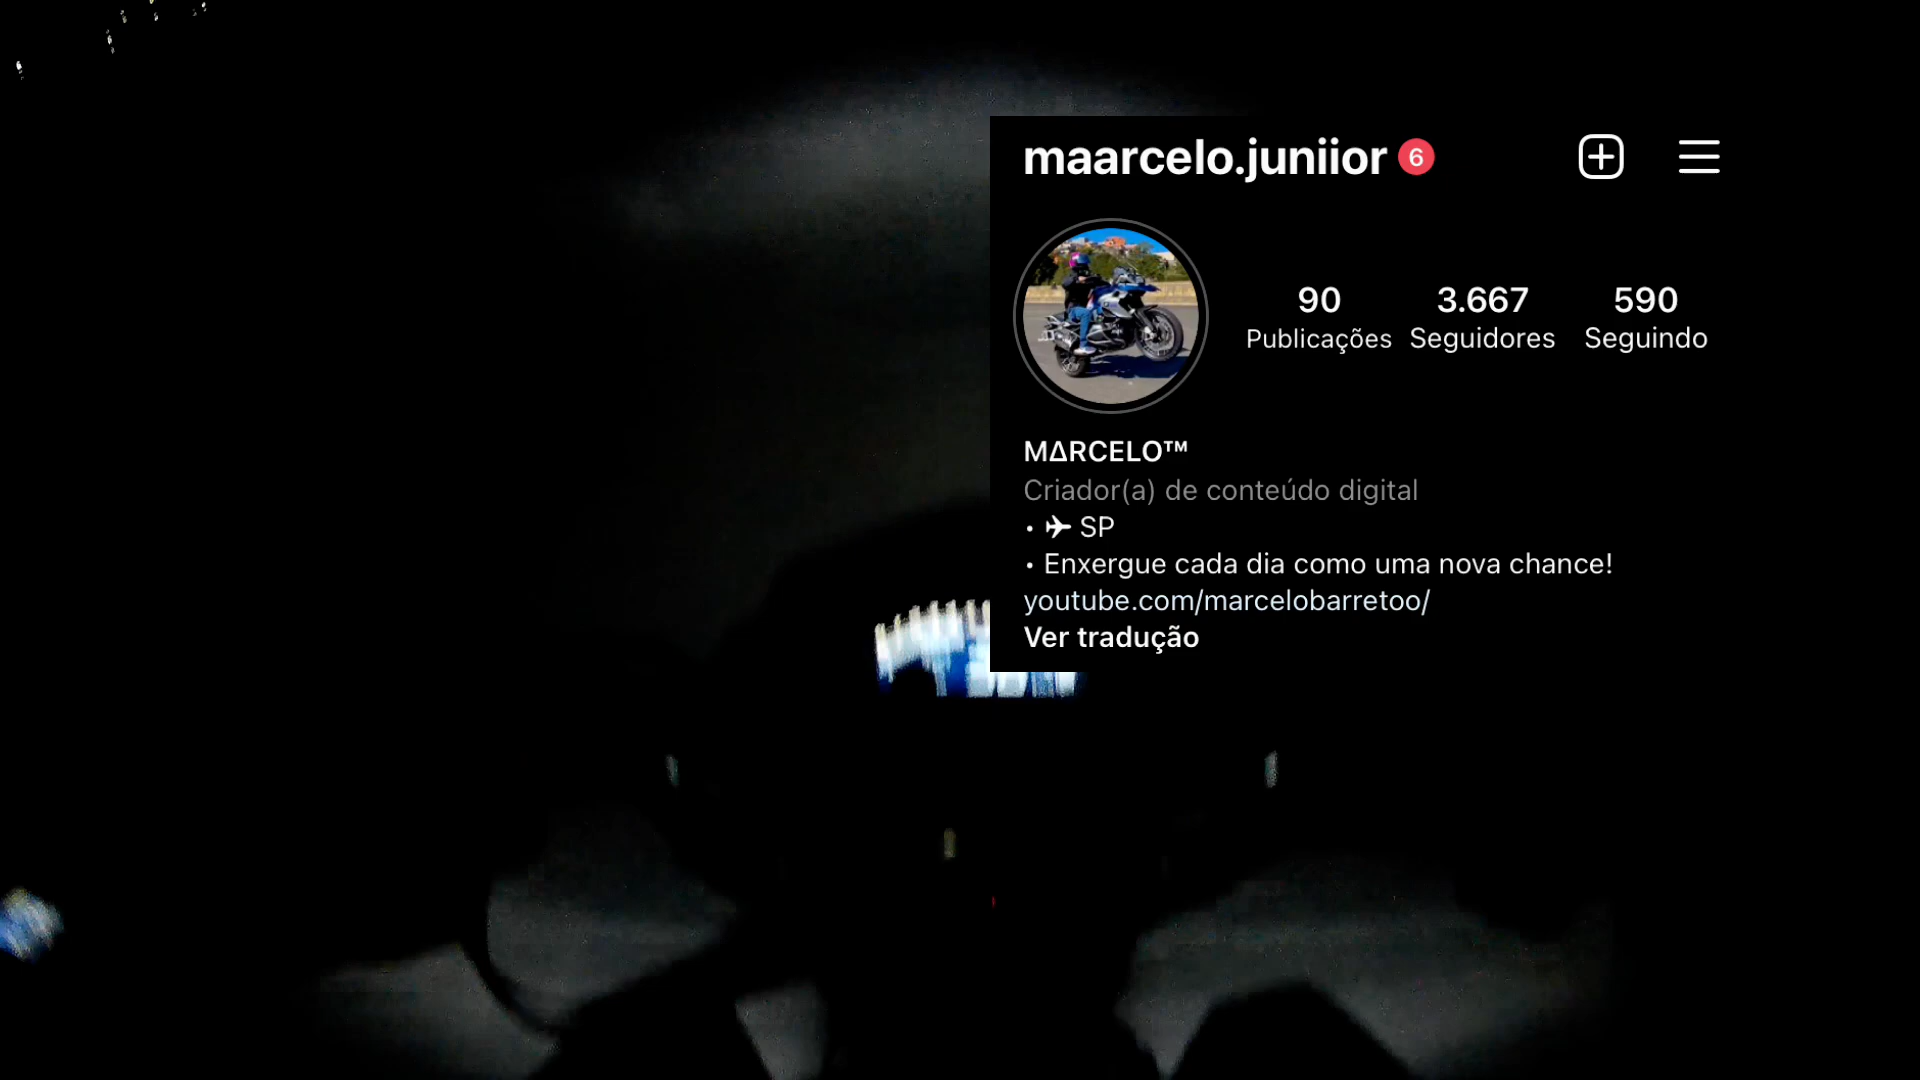 maarcelo.juniior 6
90 3.667 590
Publicações Seguidores Seguindo
MΔRCELO™
Criador(a) de conteúdo digital
• ✈ SP
• Enxergue cada dia como uma nova chance!
youtube.com/marcelobarretoo/
Ver tradução